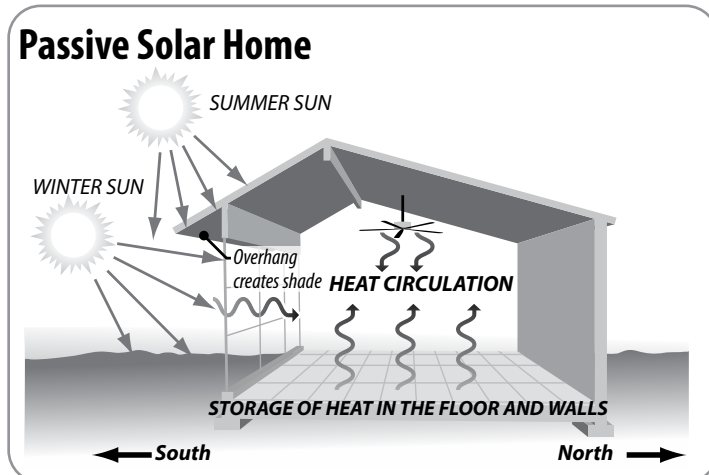 Passive Solar Home
SUMMER SUN
WINTER SUN
Overhang
creates shade
HEAT CIRCULATION
STORAGE OF HEAT IN THE FLOOR AND WALLS
South
North